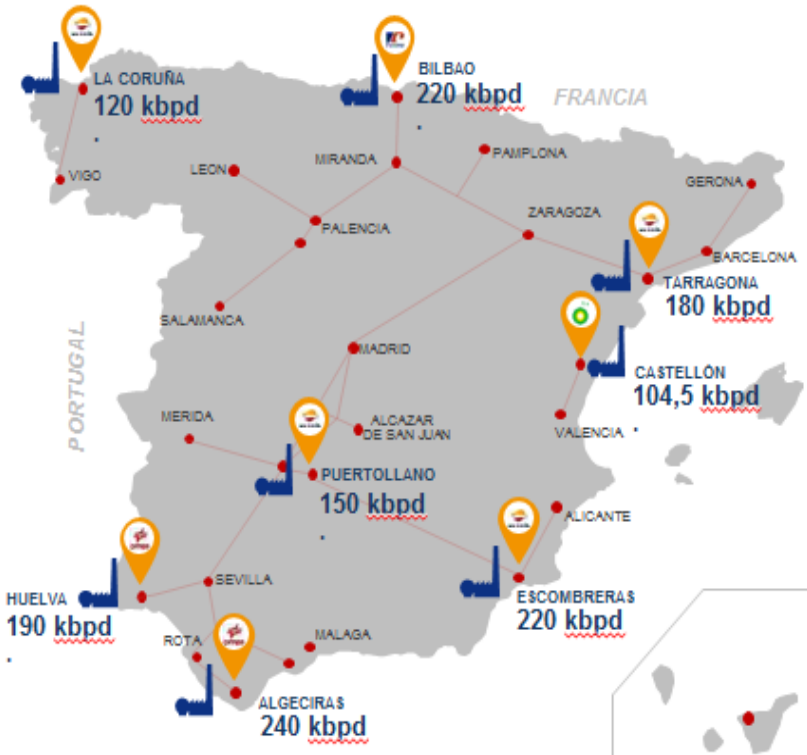 LA CORUÑA
120 kbpd
.
BILBAO
220 kbpd
.
FRANCIA
VIGO
LEON
MIRANDA
PAMPLONA
GERONA
PALENCIA
ZARAGOZA
BARCELONA
SALAMANCA
TARRAGONA
180 kbpd
PORTUGAL
MADRID
CASTELLÓN
104,5 kbpd
.
MERIDA
ALCAZAR
DE SAN JUAN
VALENCIA
PUERTOLLANO
150 kbpd
.
ALICANTE
HUELVA
190 kbpd
.
SEVILLA
ESCOMBRERAS
220 kbpd
ROTA
MALAGA
ALGECIRAS
240 kbpd